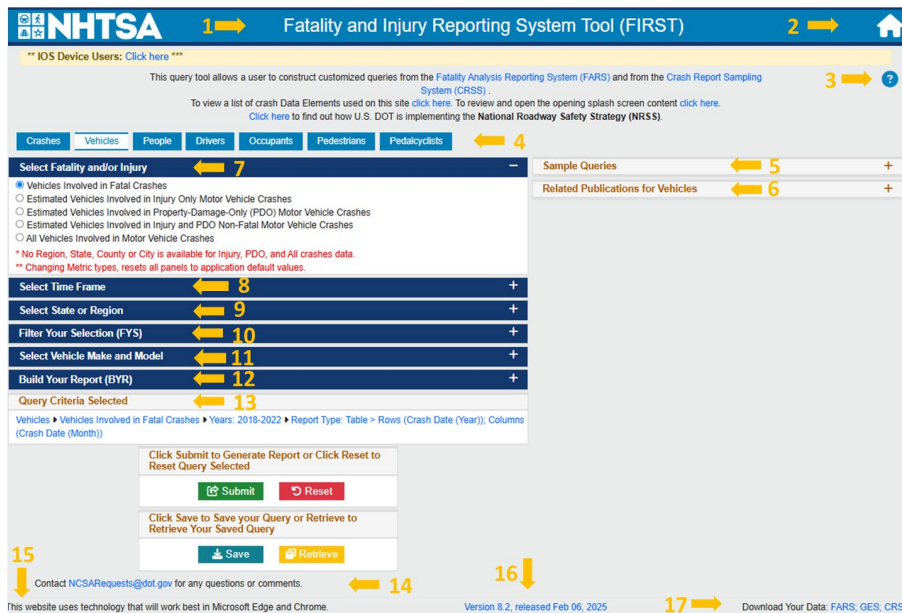 NHTSA 1 Fatality and Injury Reporting System Tool (FIRST) 2
** IOS Device Users: Click here ***
This query tool allows a user to construct customized queries from the Fatality Analysis Reporting System (FARS) and from the Crash Report Sampling
System (CRSS) .
3 ?
To view a list of crash Data Elements used on this site click here. To review and open the opening splash screen content click here.
Click here to find out how U.S. DOT is implementing the National Roadway Safety Strategy (NRSS).
Crashes Vehicles People Drivers Occupants Pedestrians Pedalcyclists 4
Select Fatality and/or Injury 7 −
Vehicles Involved in Fatal Crashes
Estimated Vehicles Involved in Injury Only Motor Vehicle Crashes
Estimated Vehicles Involved in Property-Damage-Only (PDO) Motor Vehicle Crashes
Estimated Vehicles Involved in Injury and PDO Non-Fatal Motor Vehicle Crashes
All Vehicles Involved in Motor Vehicle Crashes
* No Region, State, County or City is available for Injury, PDO, and All crashes data.
** Changing Metric types, resets all panels to application default values.
Select Time Frame 8 +
Select State or Region 9 +
Filter Your Selection (FYS) 10 +
Select Vehicle Make and Model 11 +
Build Your Report (BYR) 12 +
Query Criteria Selected 13
Vehicles Vehicles Involved in Fatal Crashes Years: 2018-2022 Report Type: Table > Rows (Crash Date (Year)); Columns
(Crash Date (Month))
Sample Queries 5 +
Related Publications for Vehicles 6 +
Click Submit to Generate Report or Click Reset to
Reset Query Selected
Submit Reset
Click Save to Save your Query or Retrieve to
Retrieve Your Saved Query
Save Retrieve
15
16
Contact NCSARequests@dot.gov for any questions or comments. 14
This website uses technology that will work best in Microsoft Edge and Chrome. Version 8.2, released Feb 06, 2025 17 Download Your Data: FARS; GES; CRS